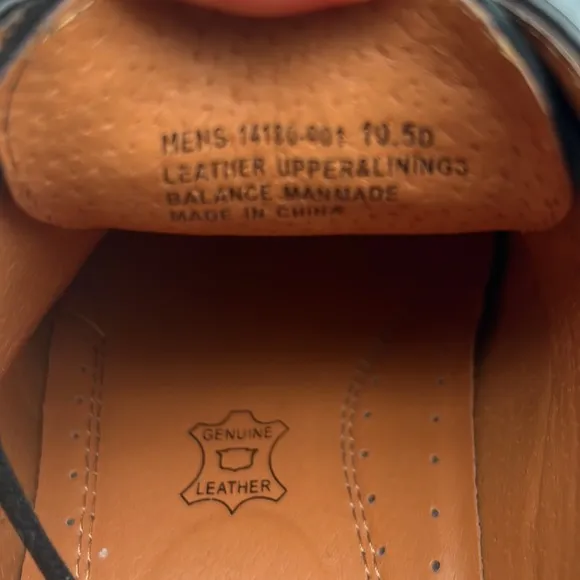 MENS 14186-001 10.5D
LEATHER UPPER&LININGS
BALANCE MANMADE
MADE IN CHINA
GENUINE
LEATHER